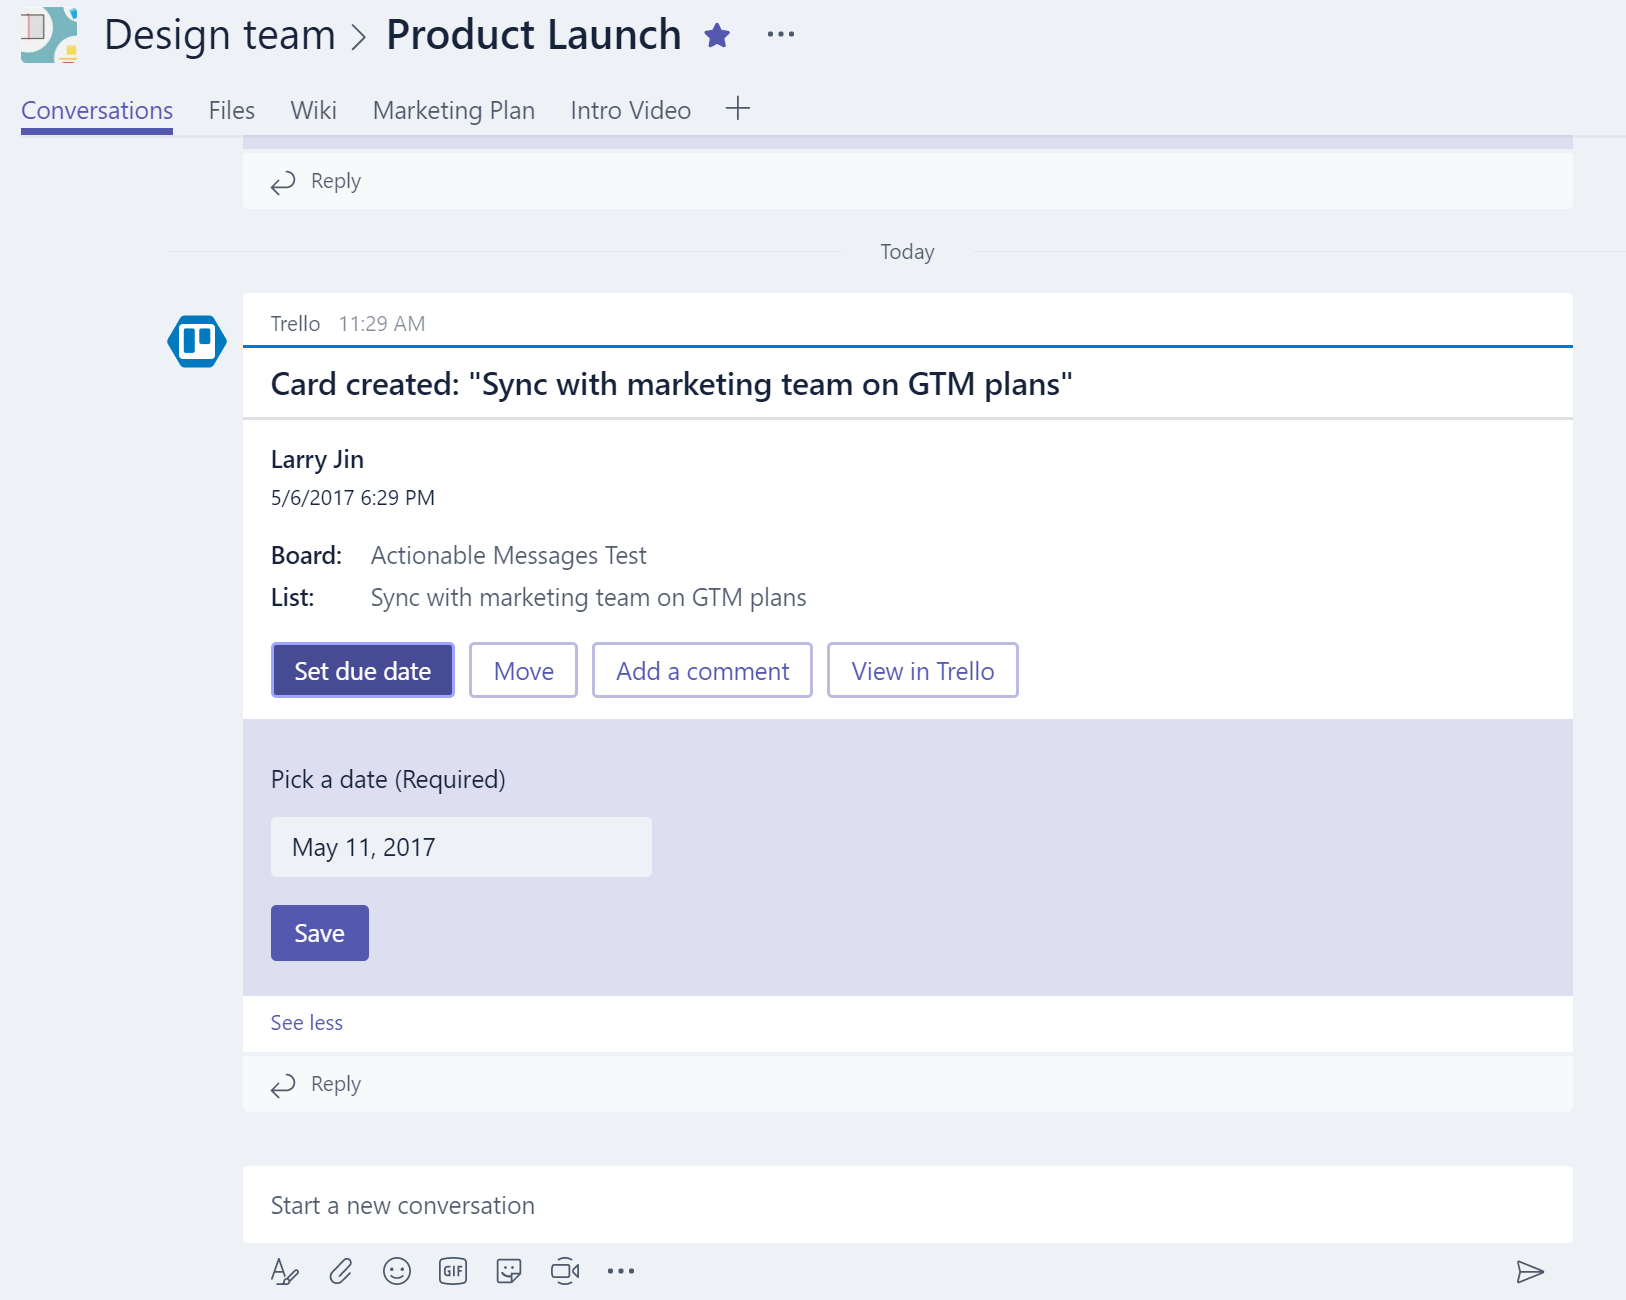 Design team > Product Launch
Conversations Files Wiki Marketing Plan Intro Video
Reply
Today
Trello 11:29 AM
Card created: "Sync with marketing team on GTM plans"
Larry Jin
5/6/2017 6:29 PM
Board: Actionable Messages Test
List: Sync with marketing team on GTM plans
Set due date Move Add a comment View in Trello
Pick a date (Required)
May 11, 2017
Save
See less
Reply
Start a new conversation
GIF